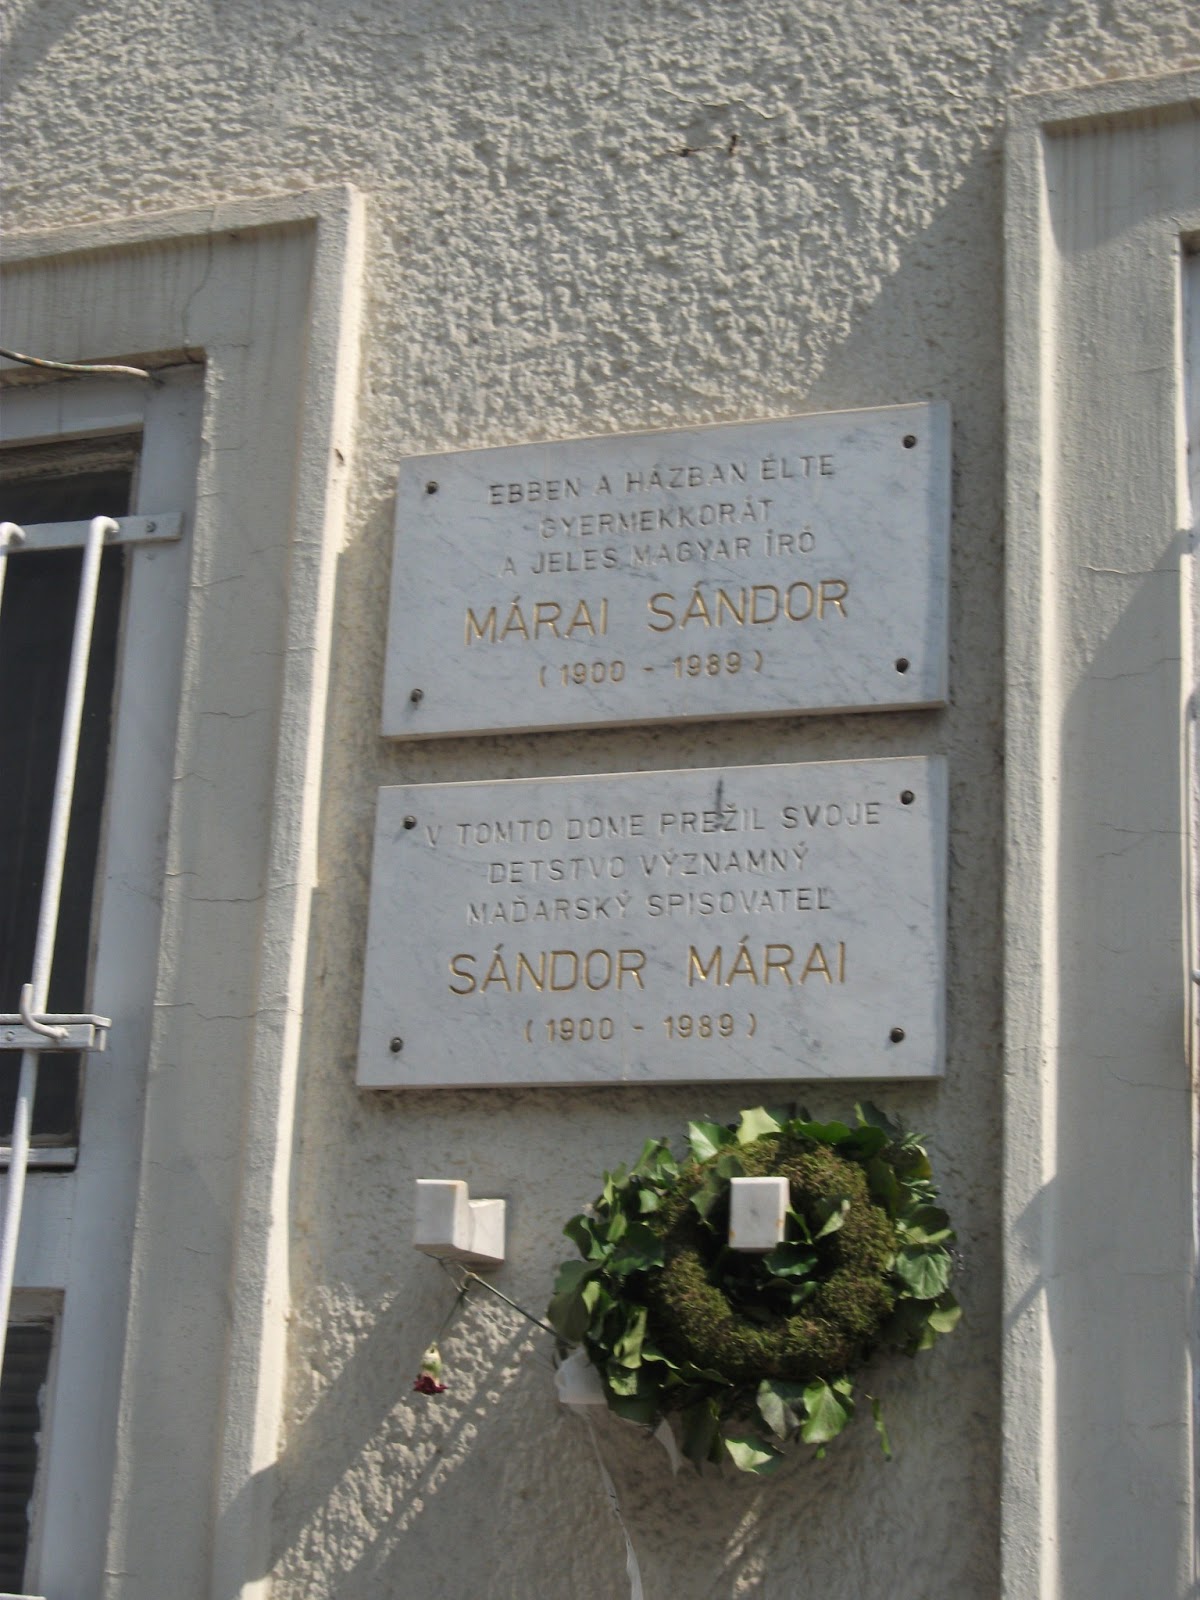 EBBEN A HÁZBAN ÉLTE
GYERMEKKORÁT
A JELES MAGYAR ÍRÓ
MÁRAI SÁNDOR
(1900 - 1989)
V TOMTO DOME PREŽIL SVOJE
DETSTVO VÝZNAMNÝ
MAĎARSKÝ SPISOVATEĽ
SÁNDOR MÁRAI
(1900 - 1989)